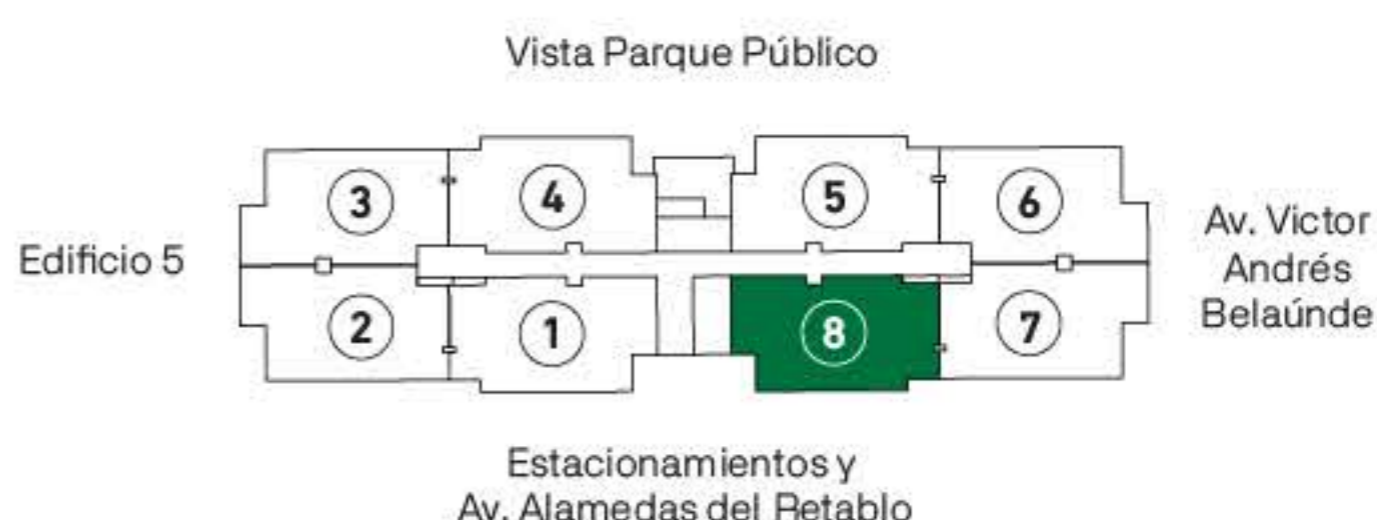 Vista Parque Público
3
4
5
6
Edificio 5
Av. Victor
Andrés
Belaúnde
2
1
8
7
Estacionamientos y
Av. Alamedas del Retablo